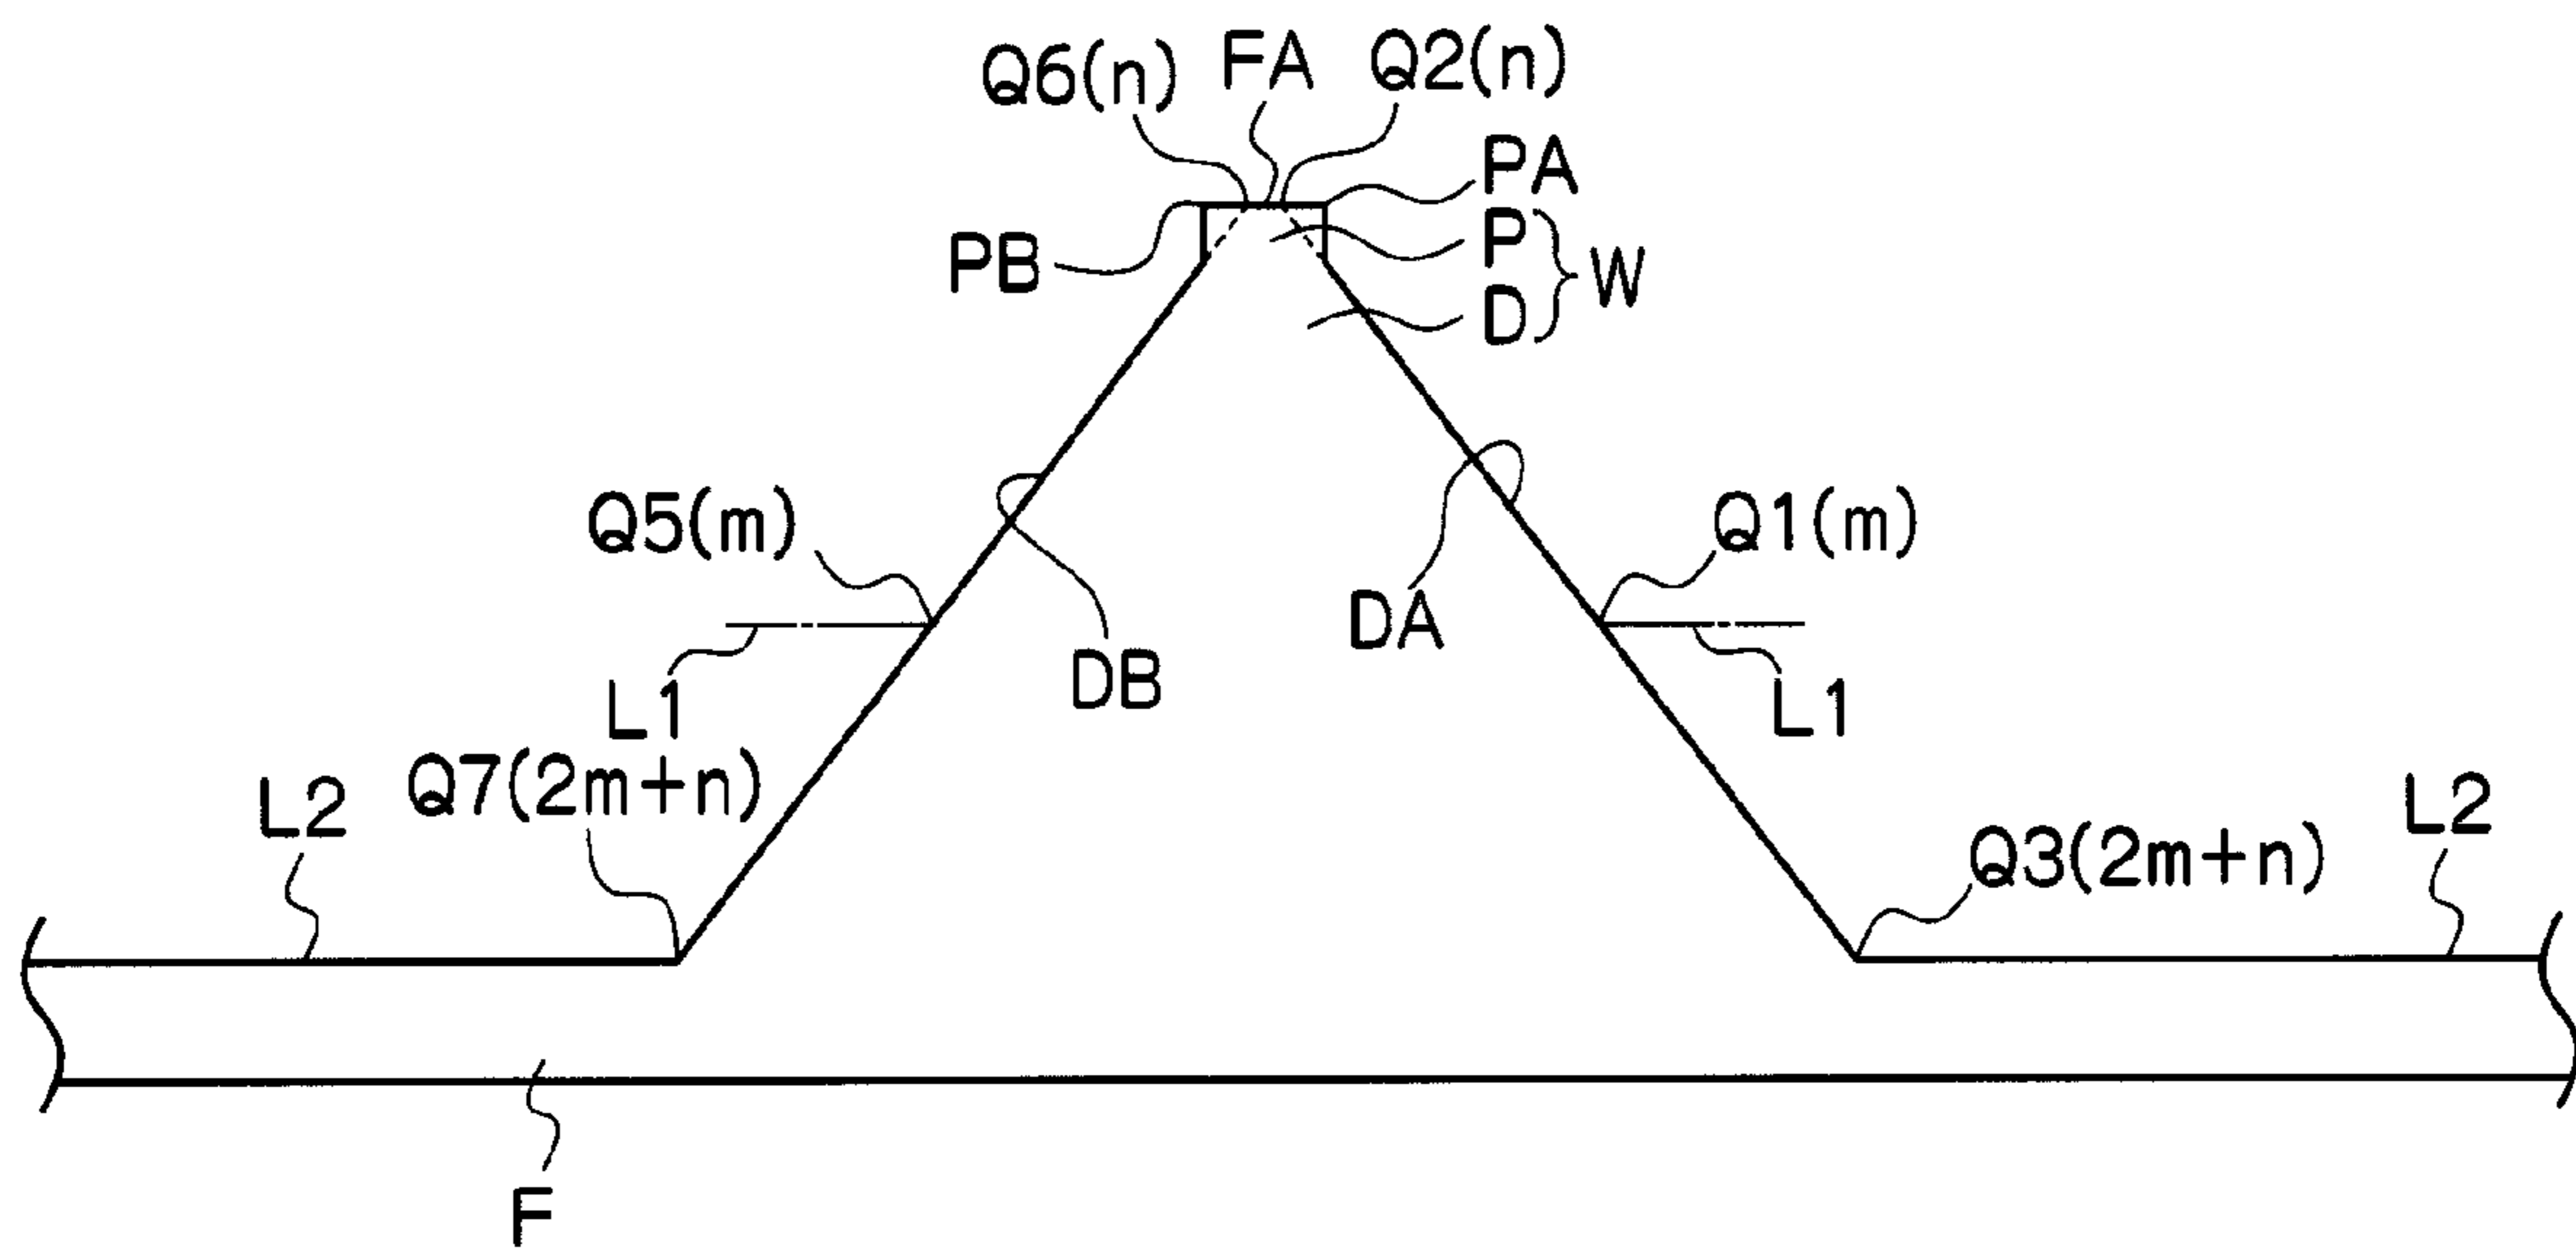 Q6(n) FA Q2(n)
PA
PB P
D W
Q5(m) Q1(m)
DA
DB
L1 L1
L2 Q7(2m+n) L2
Q3(2m+n)
F